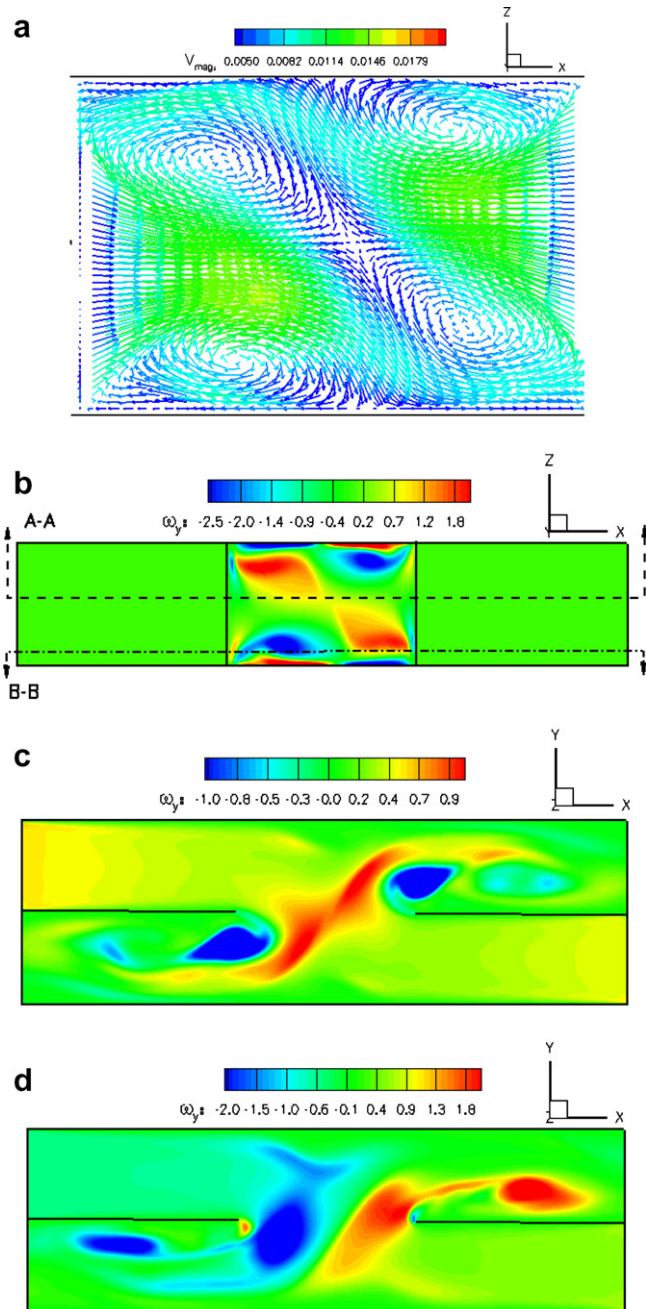 a
Z
X
Y
V mag. 0.0050 0.0082 0.0114 0.0146 0.0179
b
Z
X
Y
ωy: -2.5 -2.0 -1.4 -0.9 -0.4 0.2 0.7 1.2 1.8
A-A
B-B
c
Y
Z X
ωy: -1.0 -0.8 -0.5 -0.3 -0.0 0.2 0.4 0.7 0.9
d
Y
Z X
ωy: -2.0 -1.5 -1.0 -0.6 -0.1 0.4 0.9 1.3 1.8